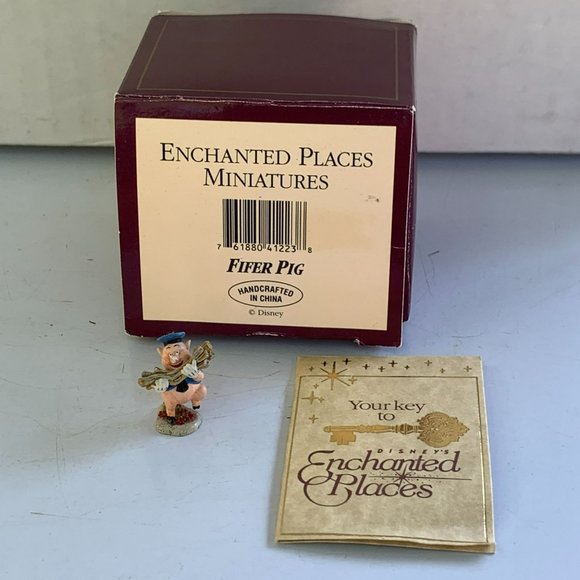 ENCHANTED PLACES
MINIATURES
7 61880 41223 8
FIFER PIG
HANDCRAFTED
IN CHINA
© Disney
Your key
to
DISNEY'S
Enchanted
Places